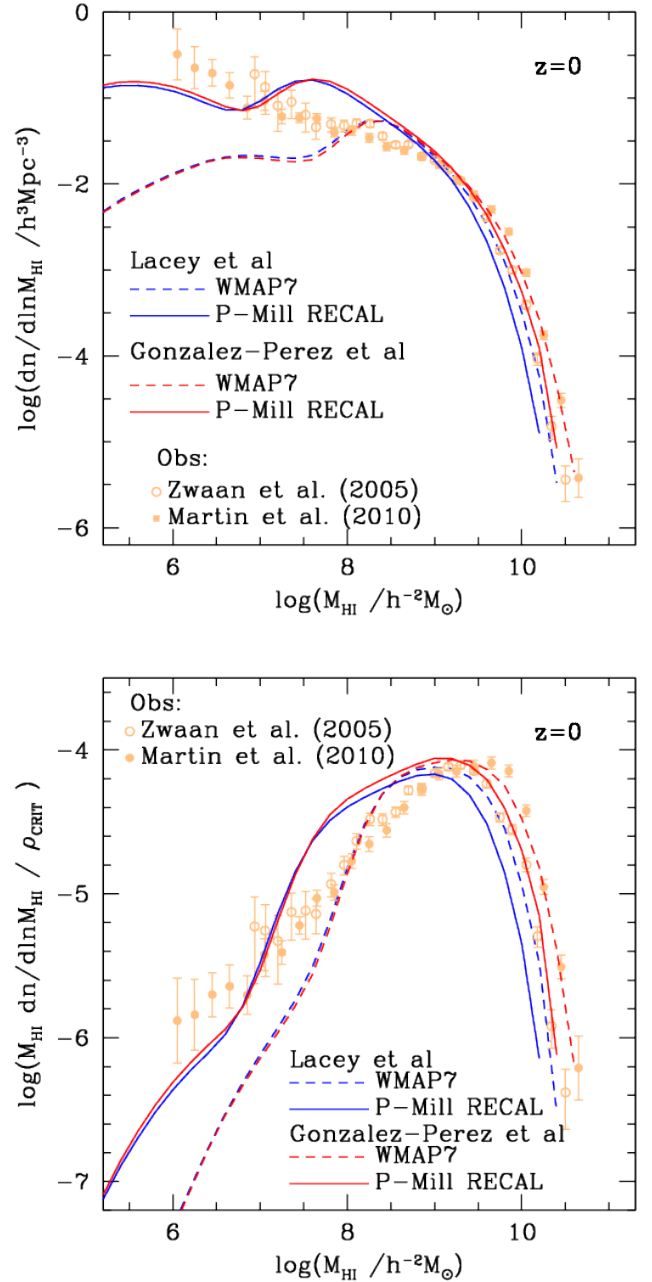 0
−2
−4
−6
log(dn/dlnM_HI /h³Mpc⁻³)
z=0
Lacey et al
WMAP7
P-Mill RECAL
Gonzalez-Perez et al
WMAP7
P-Mill RECAL
Obs:
Zwaan et al. (2005)
Martin et al. (2010)
6 8 10
log(M_HI /h⁻²M_⊙)
Obs:
Zwaan et al. (2005)
Martin et al. (2010)
z=0
−4
−5
−6
−7
log(M_HI dn/dlnM_HI / ρ_CRIT)
Lacey et al
WMAP7
P-Mill RECAL
Gonzalez-Perez et al
WMAP7
P-Mill RECAL
6 8 10
log(M_HI /h⁻²M_⊙)